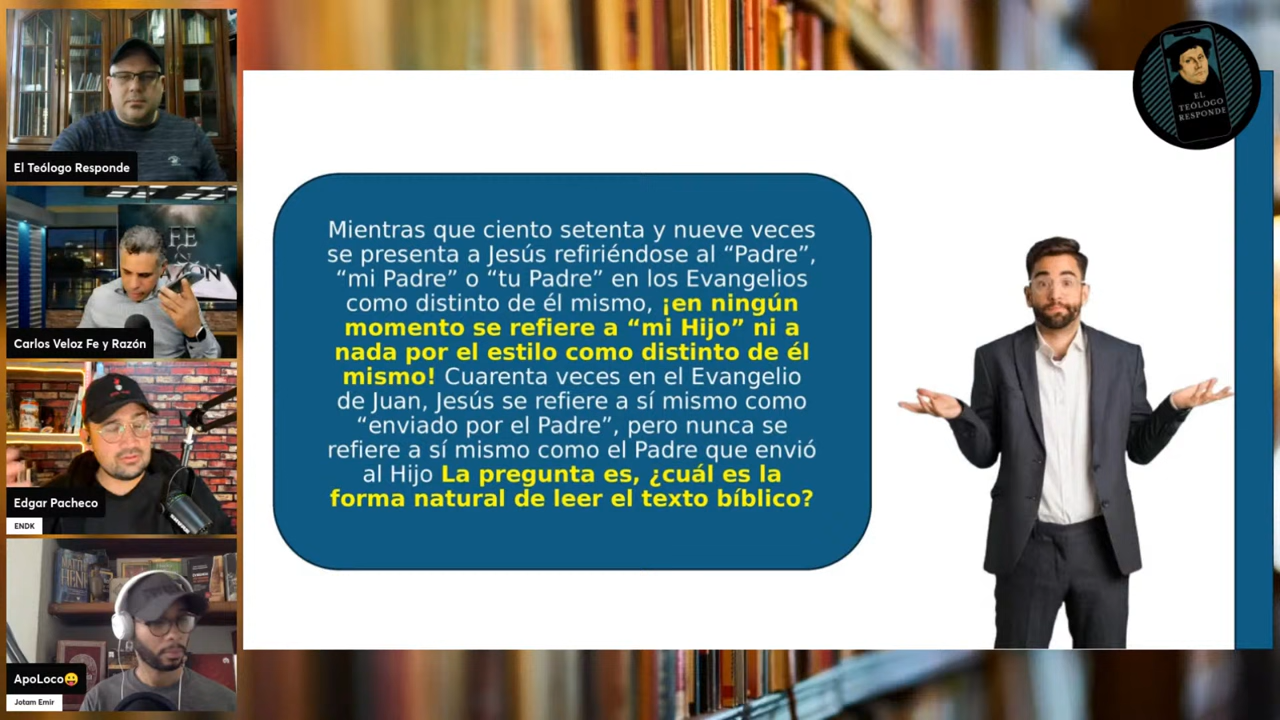 El Teólogo Responde
FE
Carlos Veloz Fe y Razón
Edgar Pacheco
ENDK
ApoLoco😛
Jotam Emir
EL
TEÓLOGO
RESPONDE
Mientras que ciento setenta y nueve veces
se presenta a Jesús refiriéndose al “Padre”,
“mi Padre” o “tu Padre” en los Evangelios
como distinto de él mismo, ¡en ningún
momento se refiere a “mi Hijo” ni a
nada por el estilo como distinto de él
mismo! Cuarenta veces en el Evangelio
de Juan, Jesús se refiere a sí mismo como
“enviado por el Padre”, pero nunca se
refiere a sí mismo como el Padre que envió
al Hijo La pregunta es, ¿cuál es la
forma natural de leer el texto bíblico?